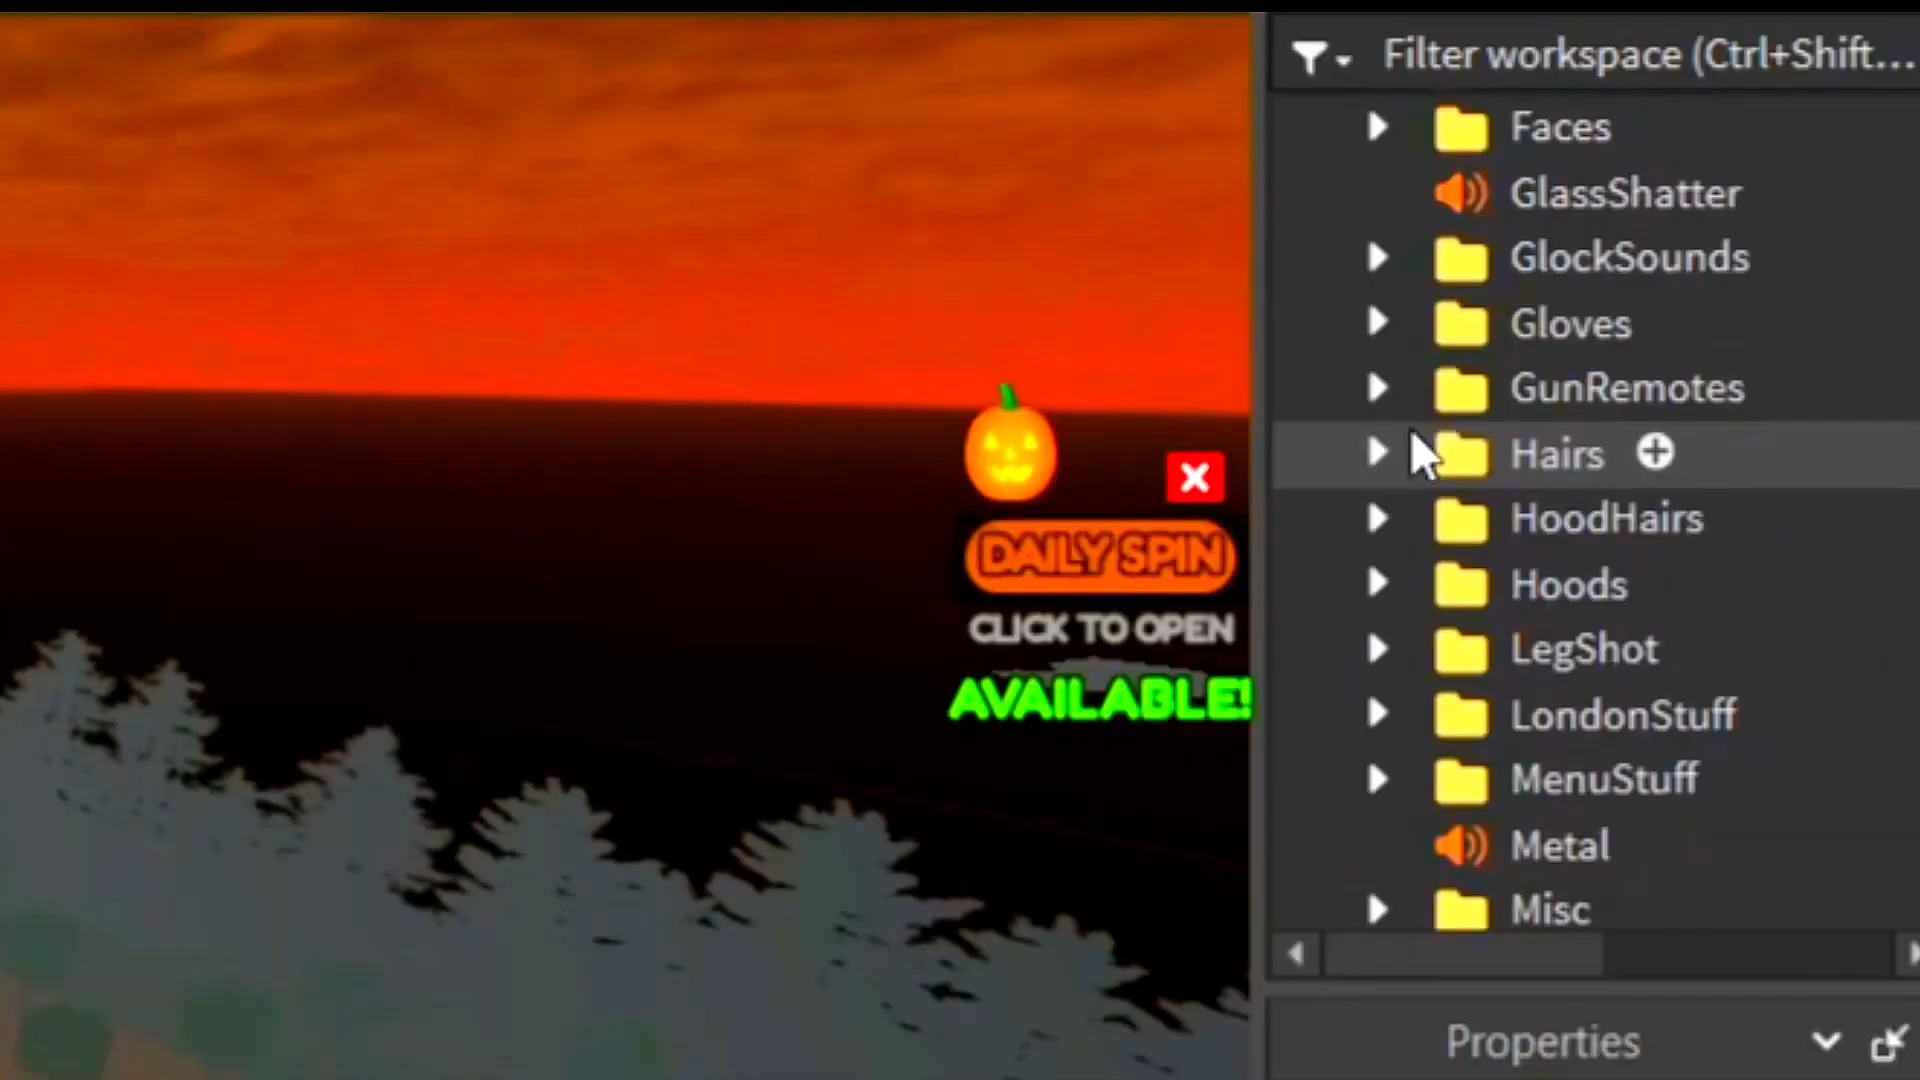 DAILY SPIN
CLICK TO OPEN
AVAILABLE!
Filter workspace (Ctrl+Shift...
Faces
GlassShatter
GlockSounds
Gloves
GunRemotes
Hairs
HoodHairs
Hoods
LegShot
LondonStuff
MenuStuff
Metal
Misc
Properties